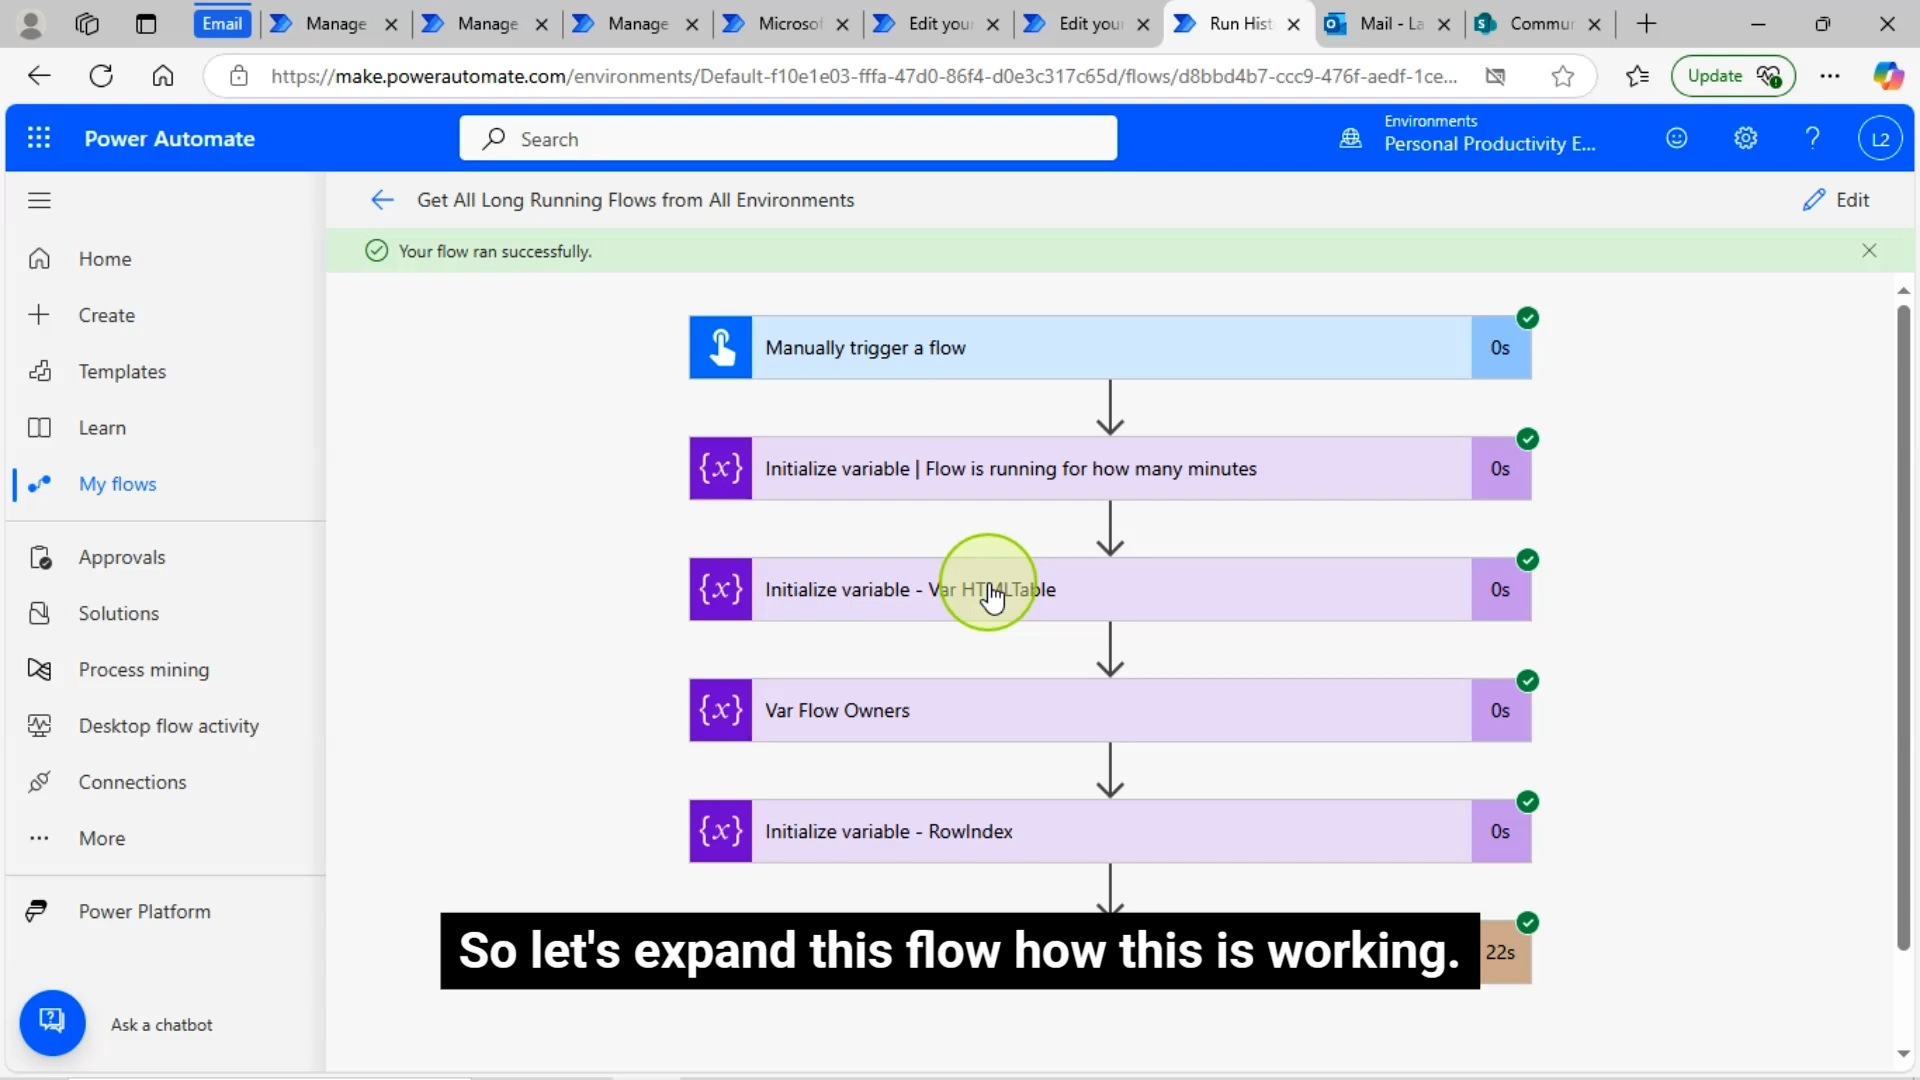 Email
Manage
Manage
Manage
Microsof
Edit your
Edit your
Run Hist
Mail - La
Commun
https://make.powerautomate.com/environments/Default-f10e1e03-fffa-47d0-86f4-d0e3c317c65d/flows/d8bbd4b7-ccc9-476f-aedf-1ce...
Update
Power Automate
Search
Environments
Personal Productivity E...
L2
Get All Long Running Flows from All Environments
Edit
Your flow ran successfully.
Home
Create
Templates
Learn
My flows
Approvals
Solutions
Process mining
Desktop flow activity
Connections
More
Power Platform
Ask a chatbot
Manually trigger a flow
0s
{x} Initialize variable | Flow is running for how many minutes
0s
{x} Initialize variable - Var HTMLTable
0s
{x} Var Flow Owners
0s
{x} Initialize variable - RowIndex
0s
22s
So let's expand this flow how this is working.